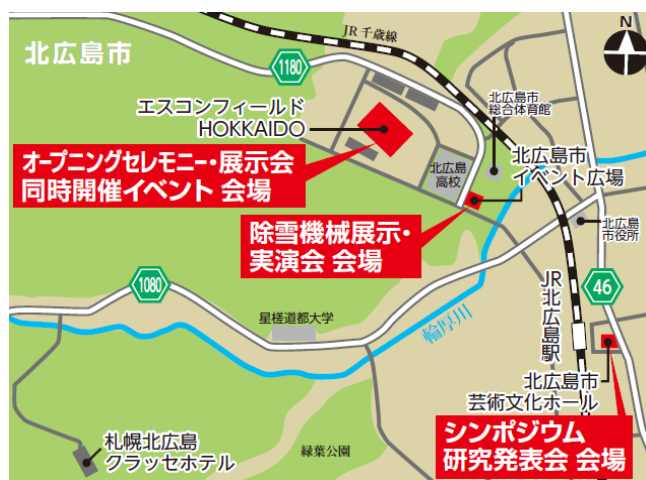 北広島市
1180
JR千歳線
N
エスコンフィールド
HOKKAIDO
北広島市
総合体育館
オープニングセレモニー・展示会
同時開催イベント 会場
北広島
高校
北広島市
イベント広場
除雪機械展示・
実演会 会場
北広島
市役所
1080
46
星槎道都大学
輪厚川
JR北広島駅
北広島市
芸術文化ホール
シンポジウム
研究発表会 会場
札幌北広島
クラッセホテル
緑葉公園